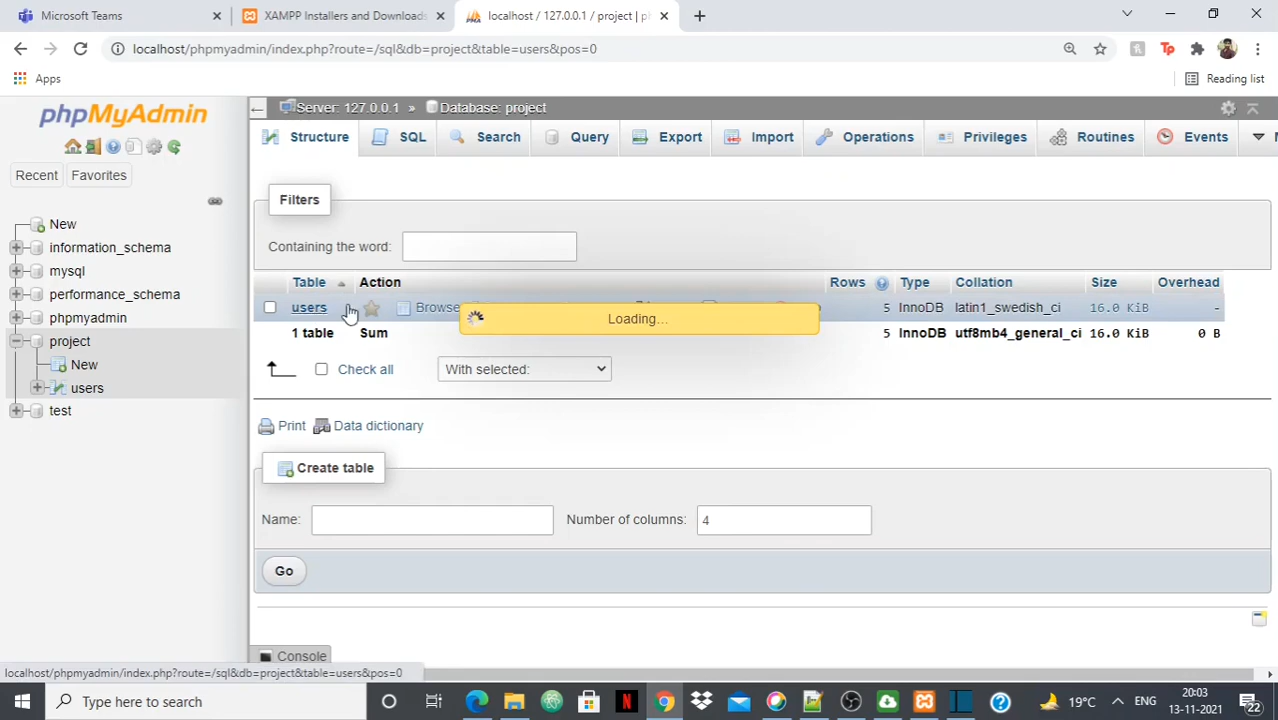 Microsoft Teams
XAMPP Installers and Downloads
localhost / 127.0.0.1 / project | p
localhost/phpmyadmin/index.php?route=/sql&db=project&table=users&pos=0
Apps
Reading list
phpMyAdmin
Recent
Favorites
New
information_schema
mysql
performance_schema
phpmyadmin
project
New
users
test
Server: 127.0.0.1 » Database: project
Structure
SQL
Search
Query
Export
Import
Operations
Privileges
Routines
Events
Filters
Containing the word:
Table Action Rows Type Collation Size Overhead
users Browse 5 InnoDB latin1_swedish_ci 16.0 KiB -
Loading...
1 table Sum 5 InnoDB utf8mb4_general_ci 16.0 KiB 0 B
Check all
With selected:
Print
Data dictionary
Create table
Name:
Number of columns: 4
Go
Console
localhost/phpmyadmin/index.php?route=/sql&db=project&table=users&pos=0
Type here to search
19°C
ENG
20:03
13-11-2021
22